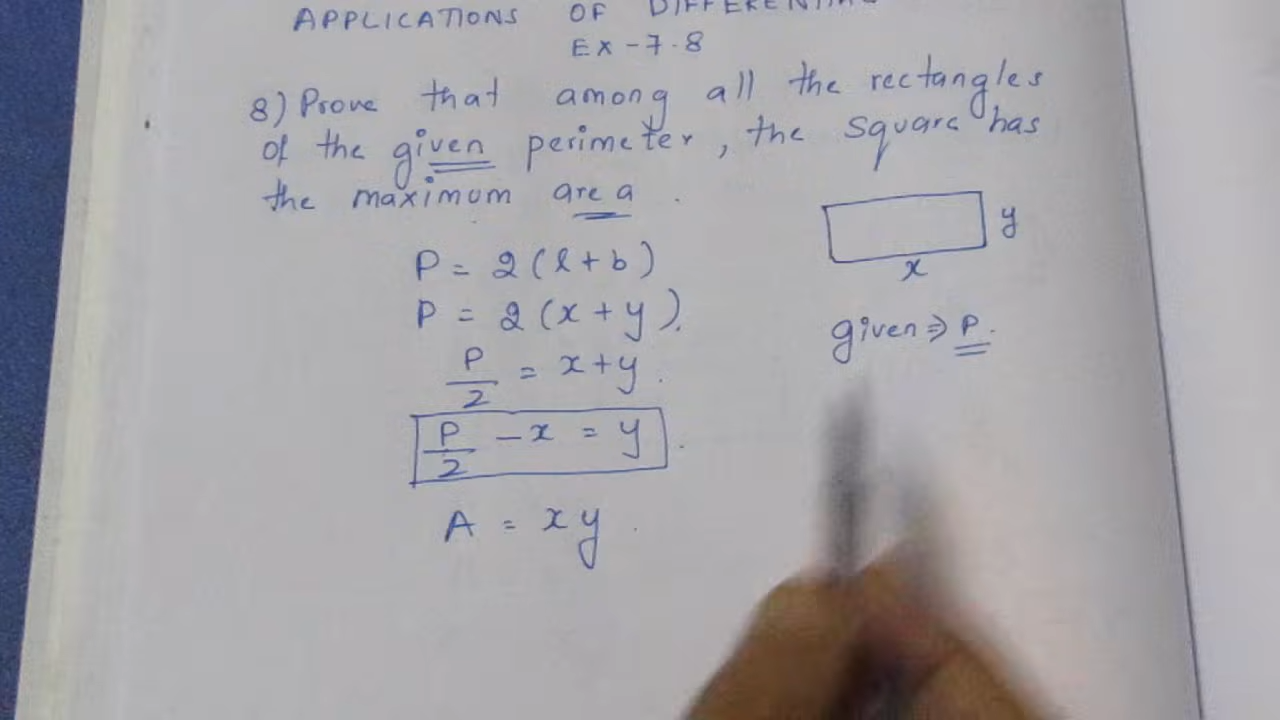 APPLICATIONS OF
EX-7.8
8) Prove that among all the rectangles
of the given perimeter, the square has
the maximum area.
y
x
P = 2(l+b)
P = 2(x+y).
given ⇒ P.
P/2 = x+y.
P/2 - x = y.
A = xy.